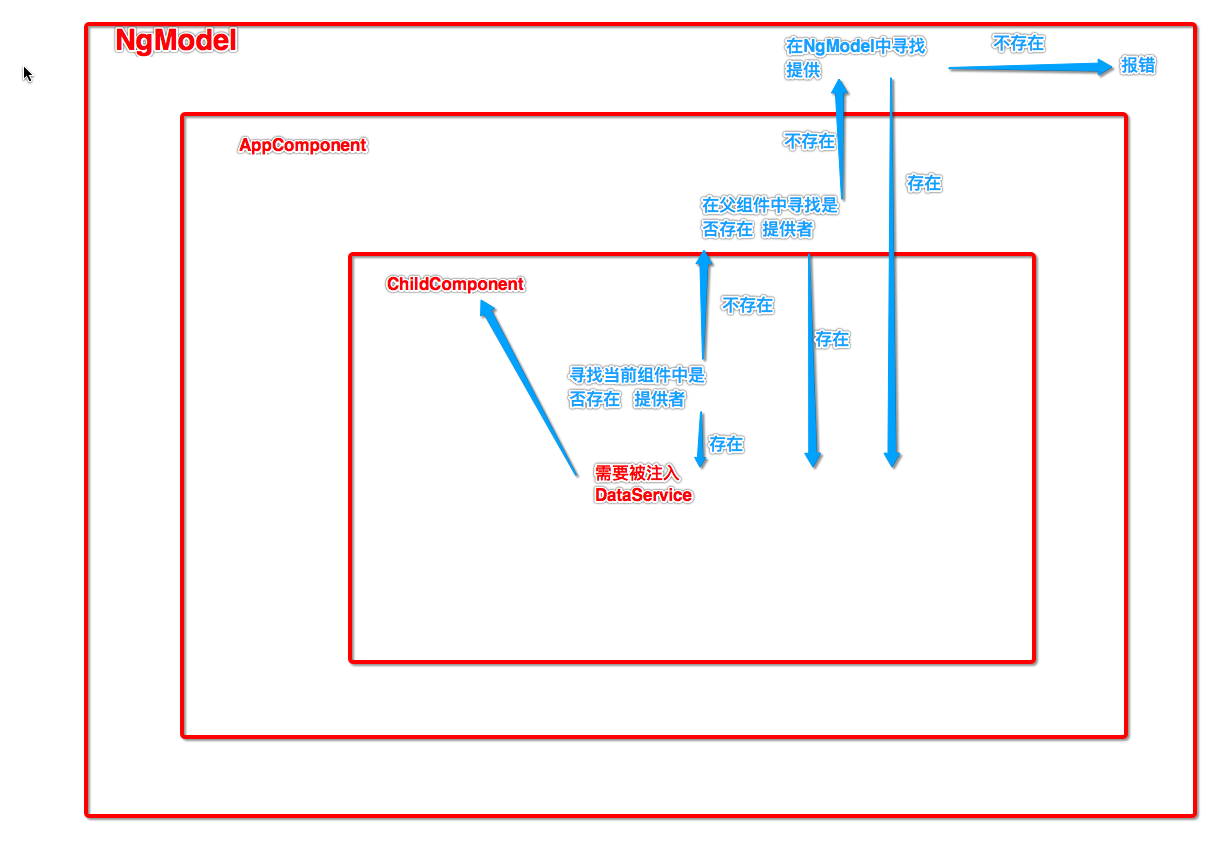 NgModel
在NgModel中寻找
提供
不存在
报错
AppComponent
不存在
存在
在父组件中寻找是
否存在 提供者
ChildComponent
不存在
存在
寻找当前组件中是
否存在 提供者
存在
需要被注入
DataService